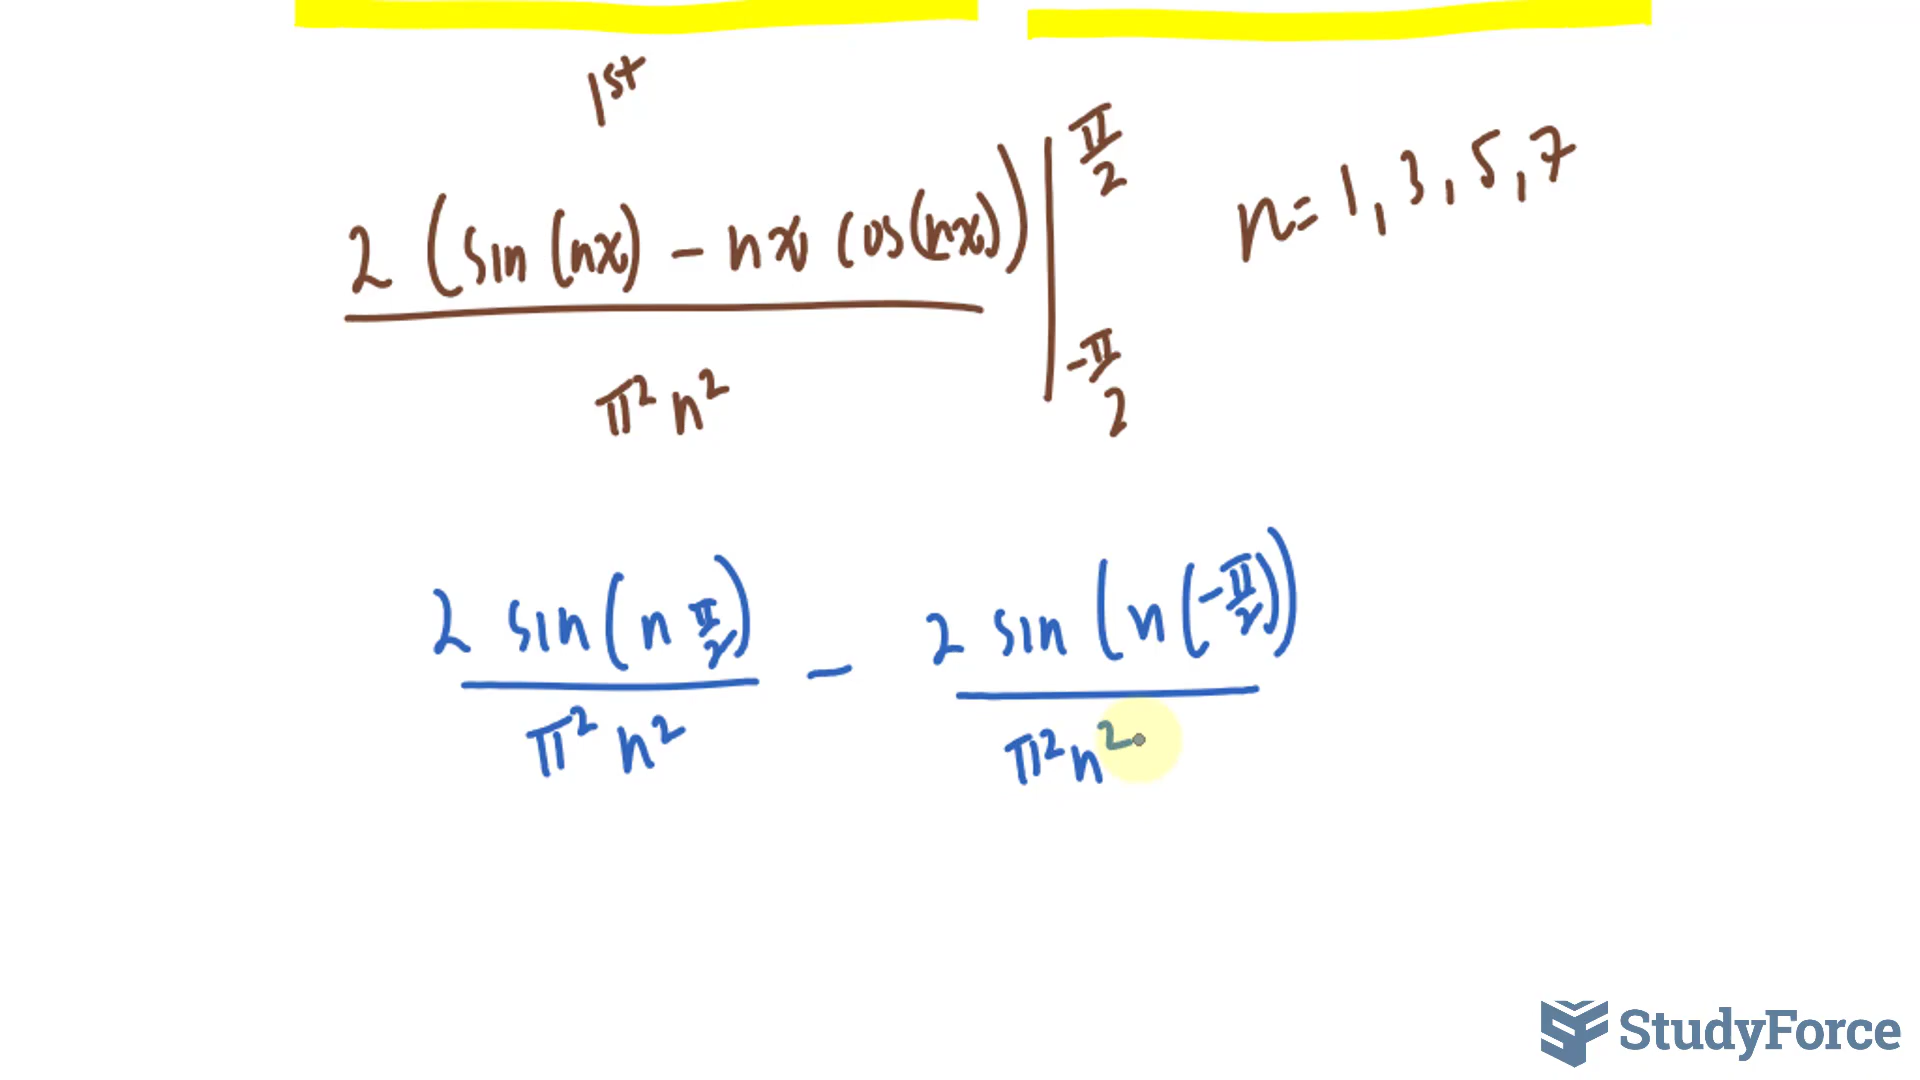 1st
2 (sin(nx) - nx cos(nx)) / π² n² | π/2 -π/2 n = 1, 3, 5, 7
2 sin(n π/2) / π² n² - 2 sin(n(-π/2)) / π² n²
StudyForce